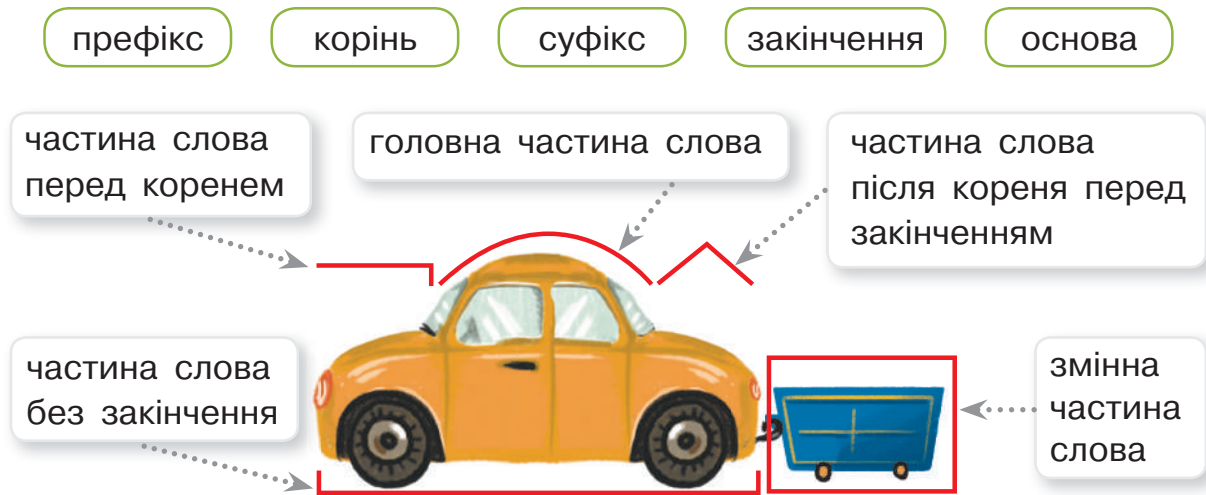 префікс корінь суфікс закінчення основа
частина слова
перед коренем
головна частина слова
частина слова
після кореня перед
закінченням
частина слова
без закінчення
змінна
частина
слова